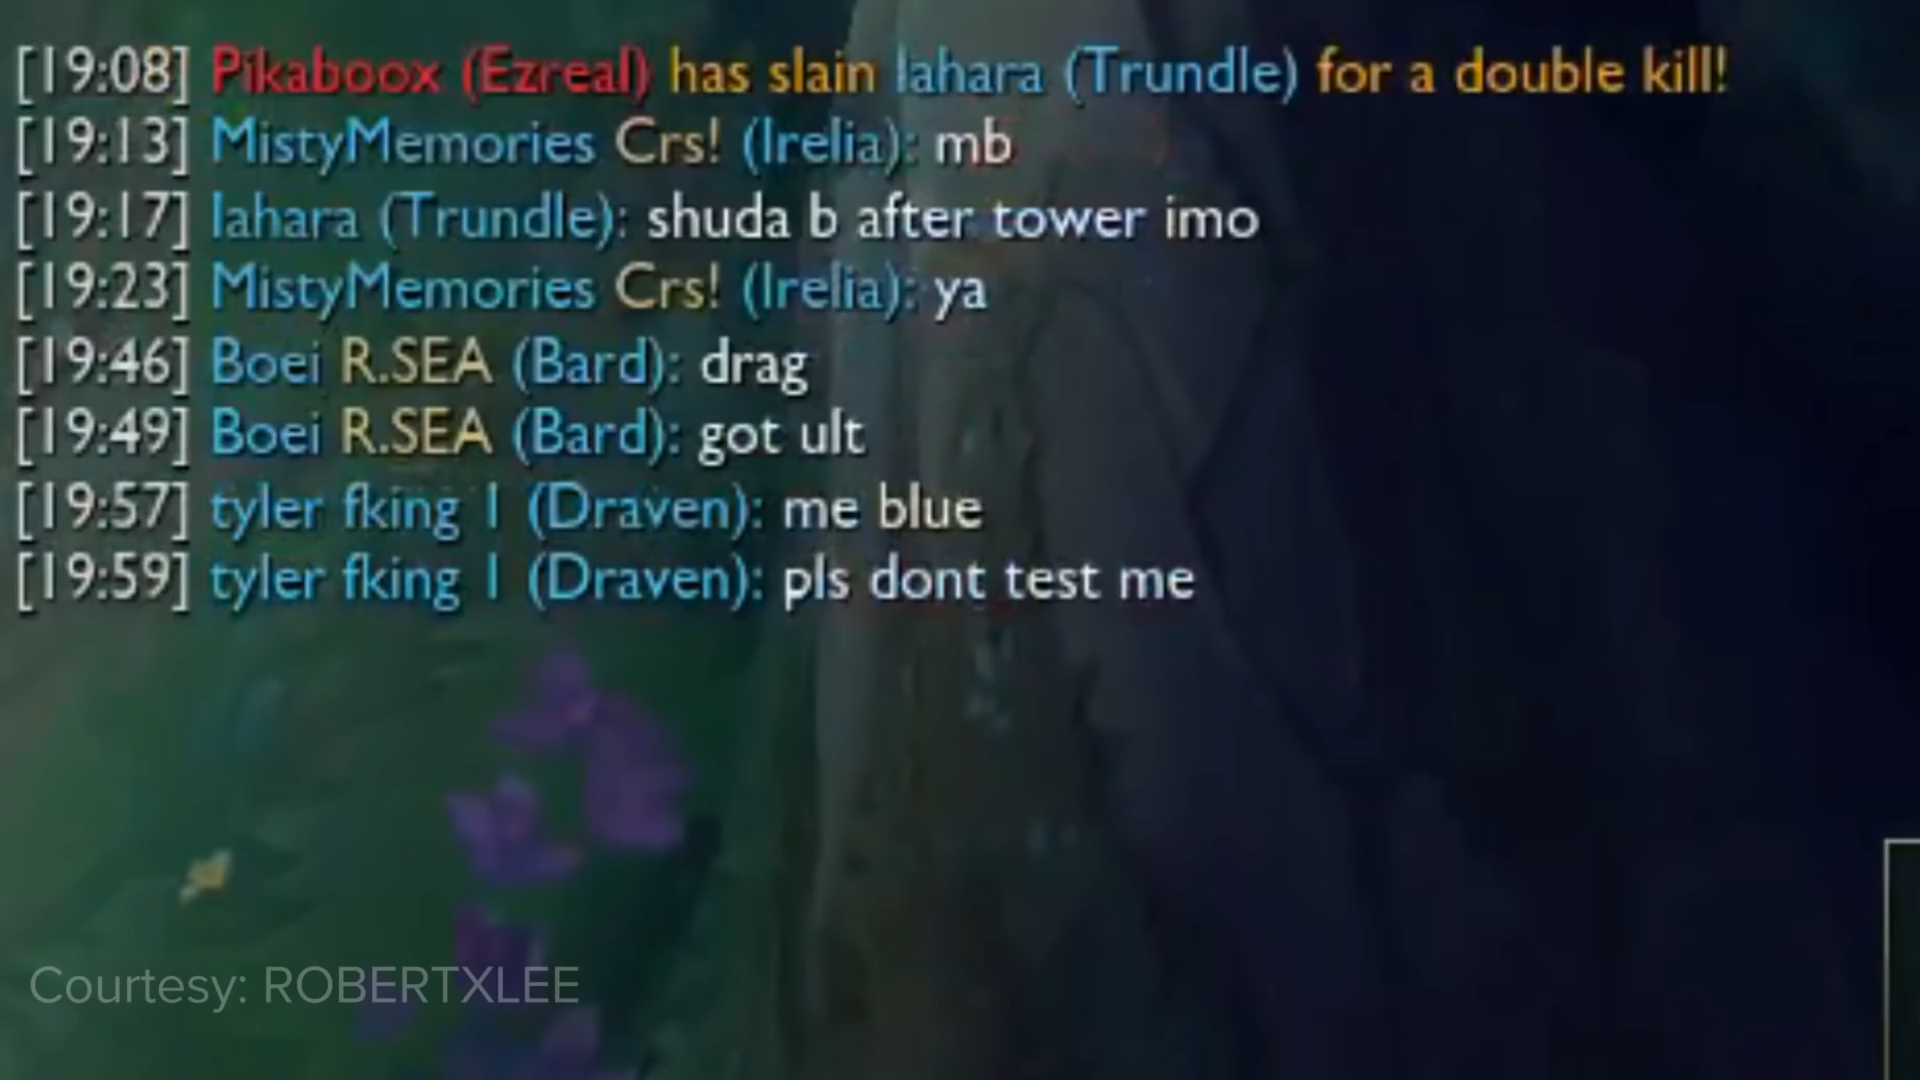 [19:08] Pikaboox (Ezreal) has slain lahara (Trundle) for a double kill!
[19:13] MistyMemories Crs! (Irelia): mb
[19:17] lahara (Trundle): shuda b after tower imo
[19:23] MistyMemories Crs! (Irelia): ya
[19:46] Boei R.SEA (Bard): drag
[19:49] Boei R.SEA (Bard): got ult
[19:57] tyler fking 1 (Draven): me blue
[19:59] tyler fking 1 (Draven): pls dont test me
Courtesy: ROBERTXLEE